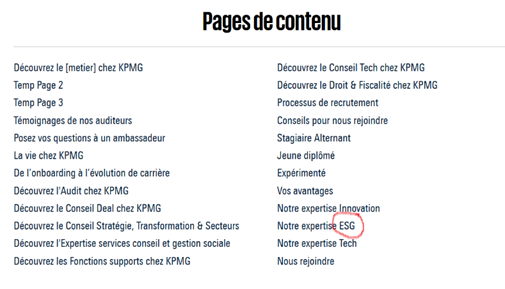 Pages de contenu
Découvrez le [metier] chez KPMG
Temp Page 2
Temp Page 3
Témoignages de nos auditeurs
Posez vos questions à un ambassadeur
La vie chez KPMG
De l'onboarding à l'évolution de carrière
Découvrez l'Audit chez KPMG
Découvrez le Conseil Deal chez KPMG
Découvrez le Conseil Stratégie, Transformation & Secteurs
Découvrez l'Expertise services conseil et gestion sociale
Découvrez les Fonctions supports chez KPMG
Découvrez le Conseil Tech chez KPMG
Découvrez le Droit & Fiscalité chez KPMG
Processus de recrutement
Conseils pour nous rejoindre
Stagiaire Alternant
Jeune diplômé
Expérimenté
Vos avantages
Notre expertise Innovation
Notre expertise ESG
Notre expertise Tech
Nous rejoindre